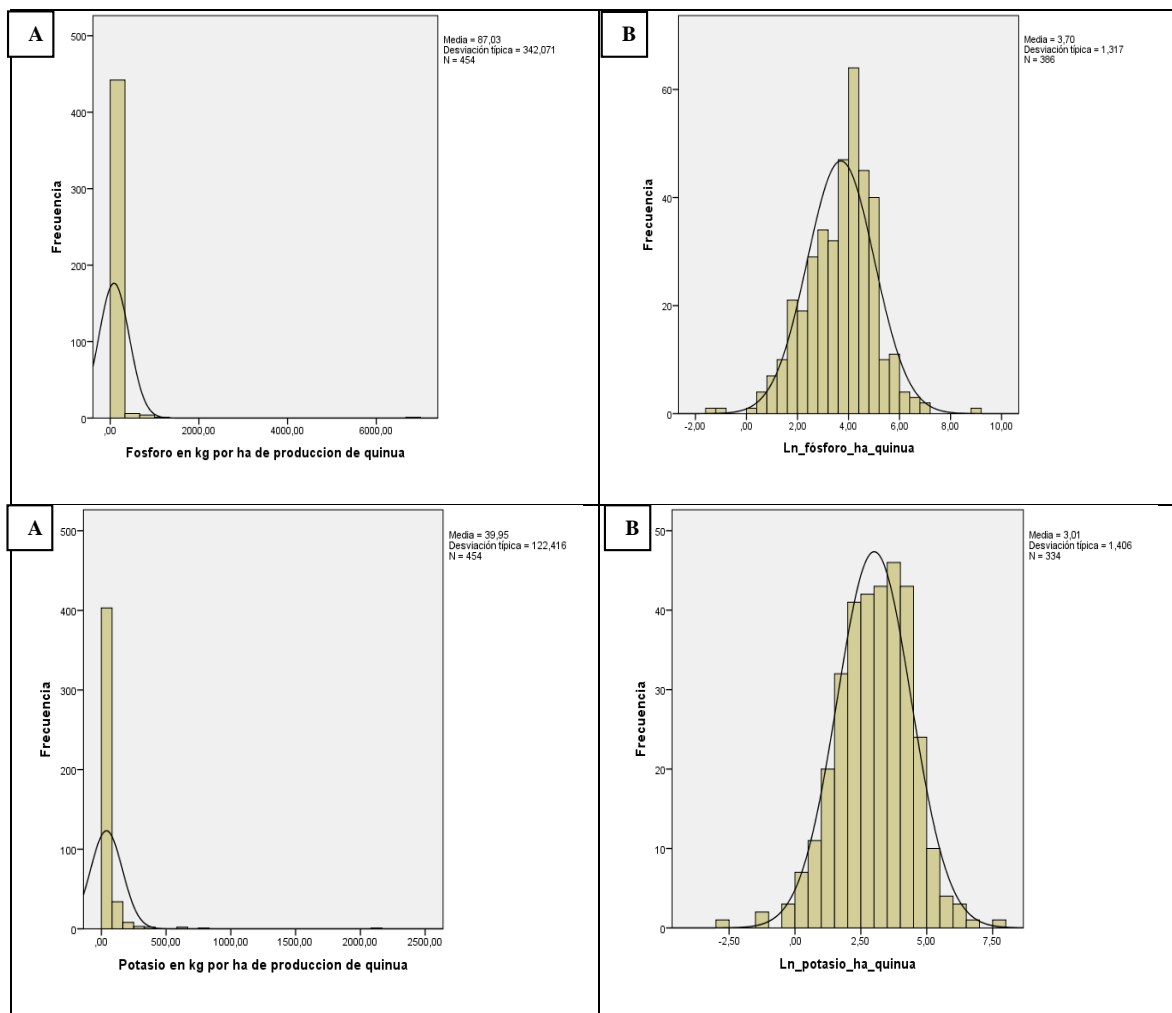 A
Media = 87,03
Desviación típica = 342,071
N = 454
500
400
300
200
100
0
Frecuencia
,00
2000,00
4000,00
6000,00
Fosforo en kg por ha de produccion de quinua
B
Media = 3,70
Desviación típica = 1,317
N = 386
60
40
20
0
Frecuencia
-2,00
,00
2,00
4,00
6,00
8,00
10,00
Ln_fósforo_ha_quinua
A
Media = 39,95
Desviación típica = 122,416
N = 454
500
400
300
200
100
0
Frecuencia
,00
500,00
1000,00
1500,00
2000,00
2500,00
Potasio en kg por ha de produccion de quinua
B
Media = 3,01
Desviación típica = 1,406
N = 334
50
40
30
20
10
0
Frecuencia
-2,50
,00
2,50
5,00
7,50
Ln_potasio_ha_quinua